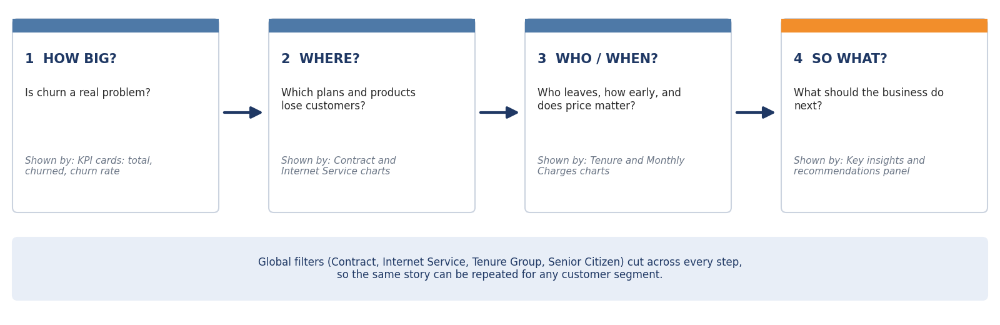 1  HOW BIG?
Is churn a real problem?
Shown by: KPI cards: total,
churned, churn rate
2  WHERE?
Which plans and products
lose customers?
Shown by: Contract and
Internet Service charts
3  WHO / WHEN?
Who leaves, how early, and
does price matter?
Shown by: Tenure and Monthly
Charges charts
4  SO WHAT?
What should the business do
next?
Shown by: Key insights and
recommendations panel
Global filters (Contract, Internet Service, Tenure Group, Senior Citizen) cut across every step,
so the same story can be repeated for any customer segment.